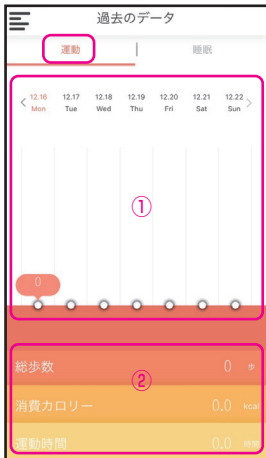 過去のデータ
運動 睡眠
12.16 12.17 12.18 12.19 12.20 12.21 12.22
Mon Tue Wed Thu Fri Sat Sun
①
0
②
総歩数 0 歩
消費カロリー 0.0 kcal
運動時間 0.0 時間